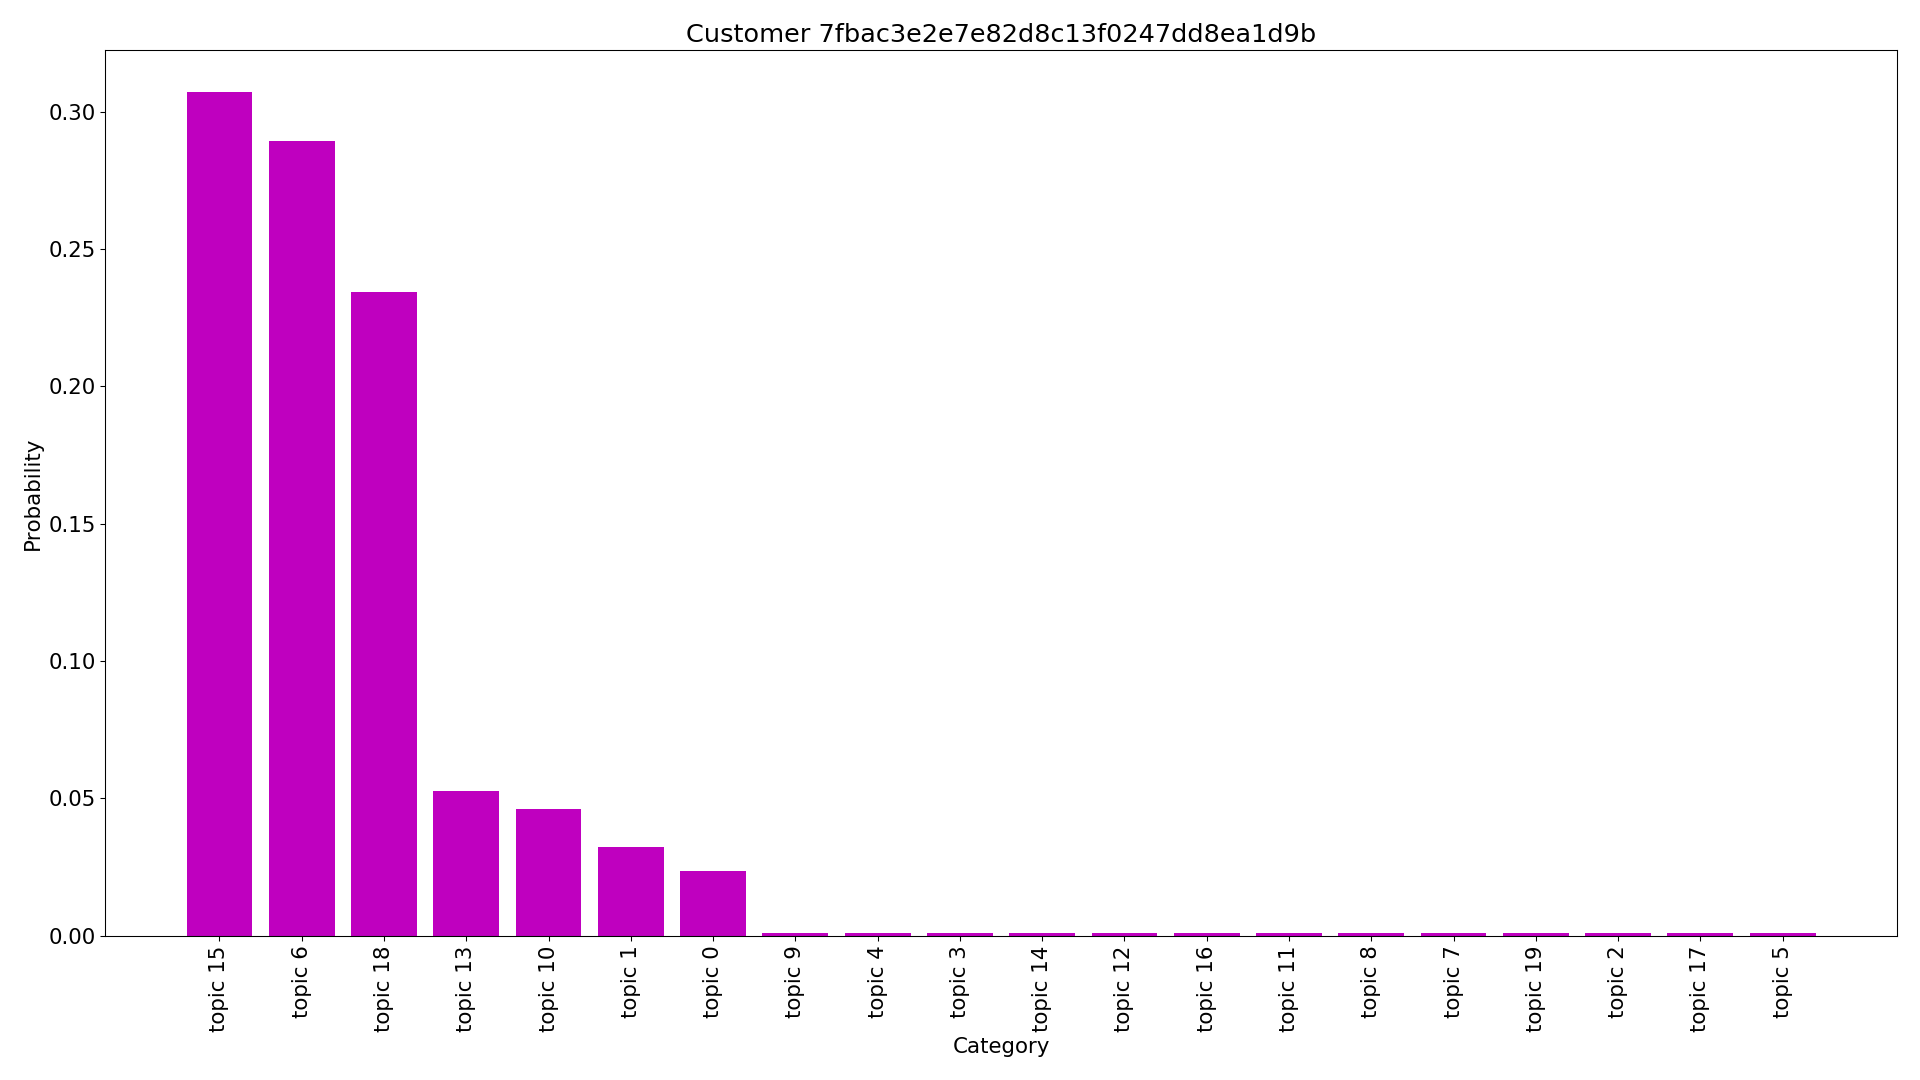 Customer 7fbac3e2e7e82d8c13f0247dd8ea1d9b
Probability
0.30
0.25
0.20
0.15
0.10
0.05
0.00
topic 15
topic 6
topic 18
topic 13
topic 10
topic 1
topic 0
topic 9
topic 4
topic 3
topic 14
topic 12
topic 16
topic 11
topic 8
topic 7
topic 19
topic 2
topic 17
topic 5
Category